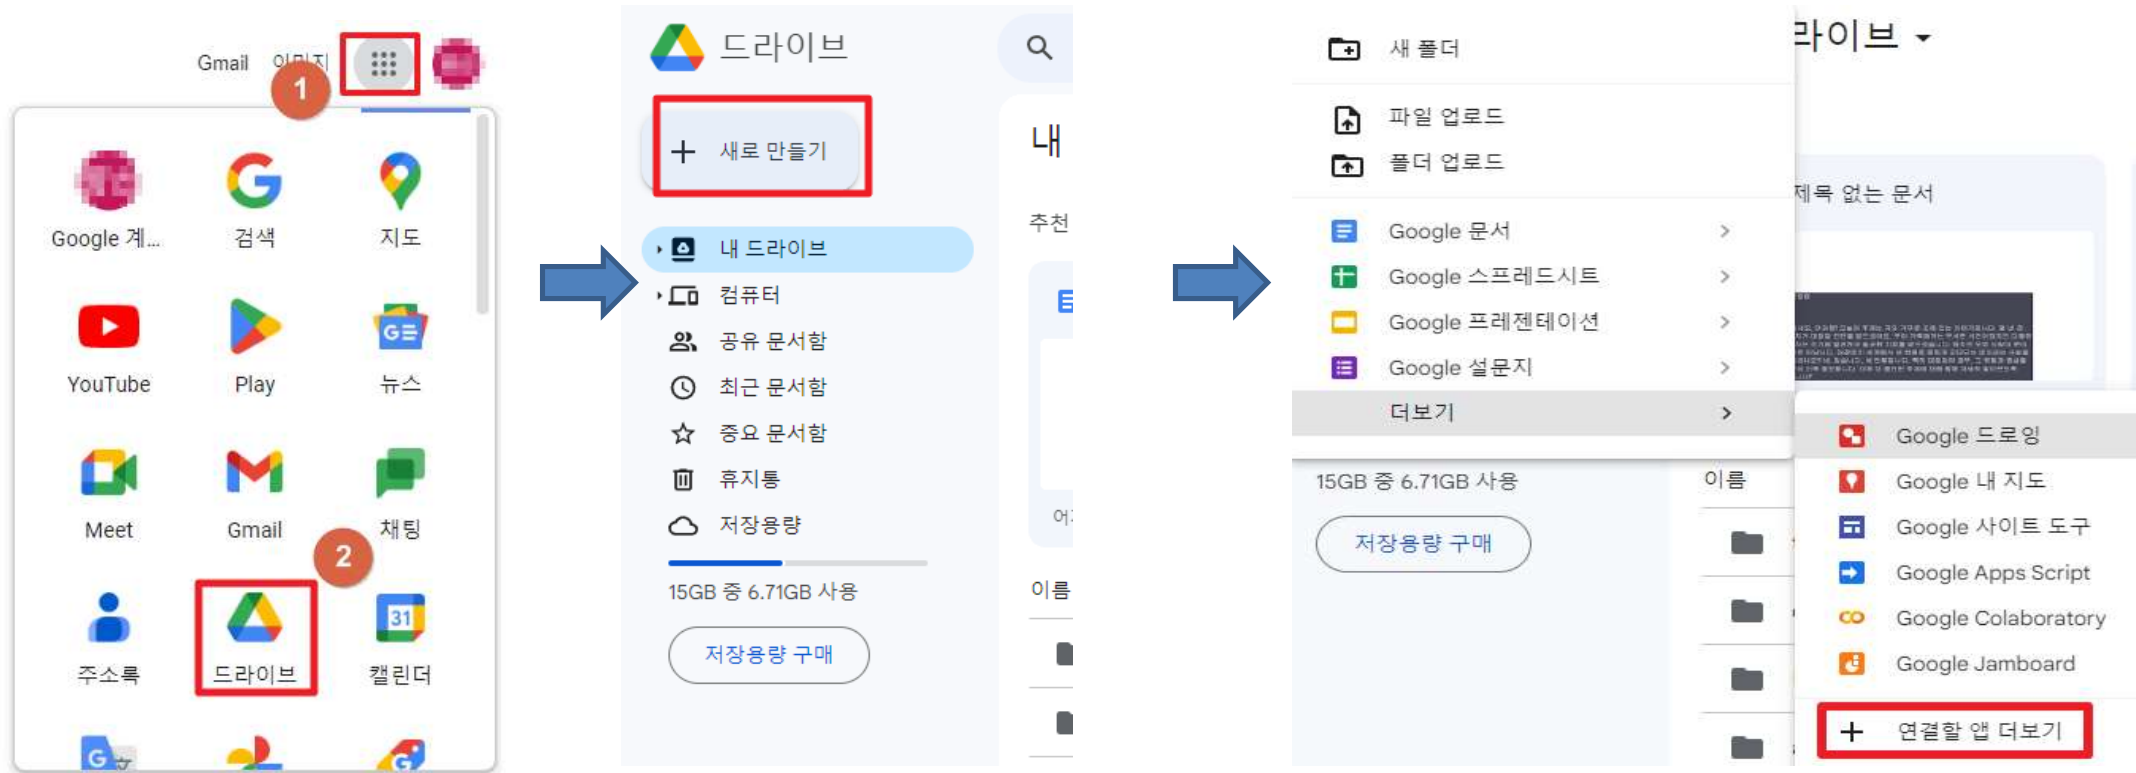 Gmail
이미지
1
Google 계...
검색
지도
YouTube
Play
뉴스
Meet
Gmail
채팅
2
주소록
드라이브
31
캘린더
드라이브
새로 만들기
내
추천
내 드라이브
컴퓨터
공유 문서함
최근 문서함
중요 문서함
휴지통
저장용량
15GB 중 6.71GB 사용
저장용량 구매
이름
새 폴더
파일 업로드
폴더 업로드
Google 문서
Google 스프레드시트
Google 프레젠테이션
Google 설문지
더보기
15GB 중 6.71GB 사용
저장용량 구매
라이브
제목 없는 문서
이름
Google 드로잉
Google 내 지도
Google 사이트 도구
Google Apps Script
Google Colaboratory
Google Jamboard
연결할 앱 더보기